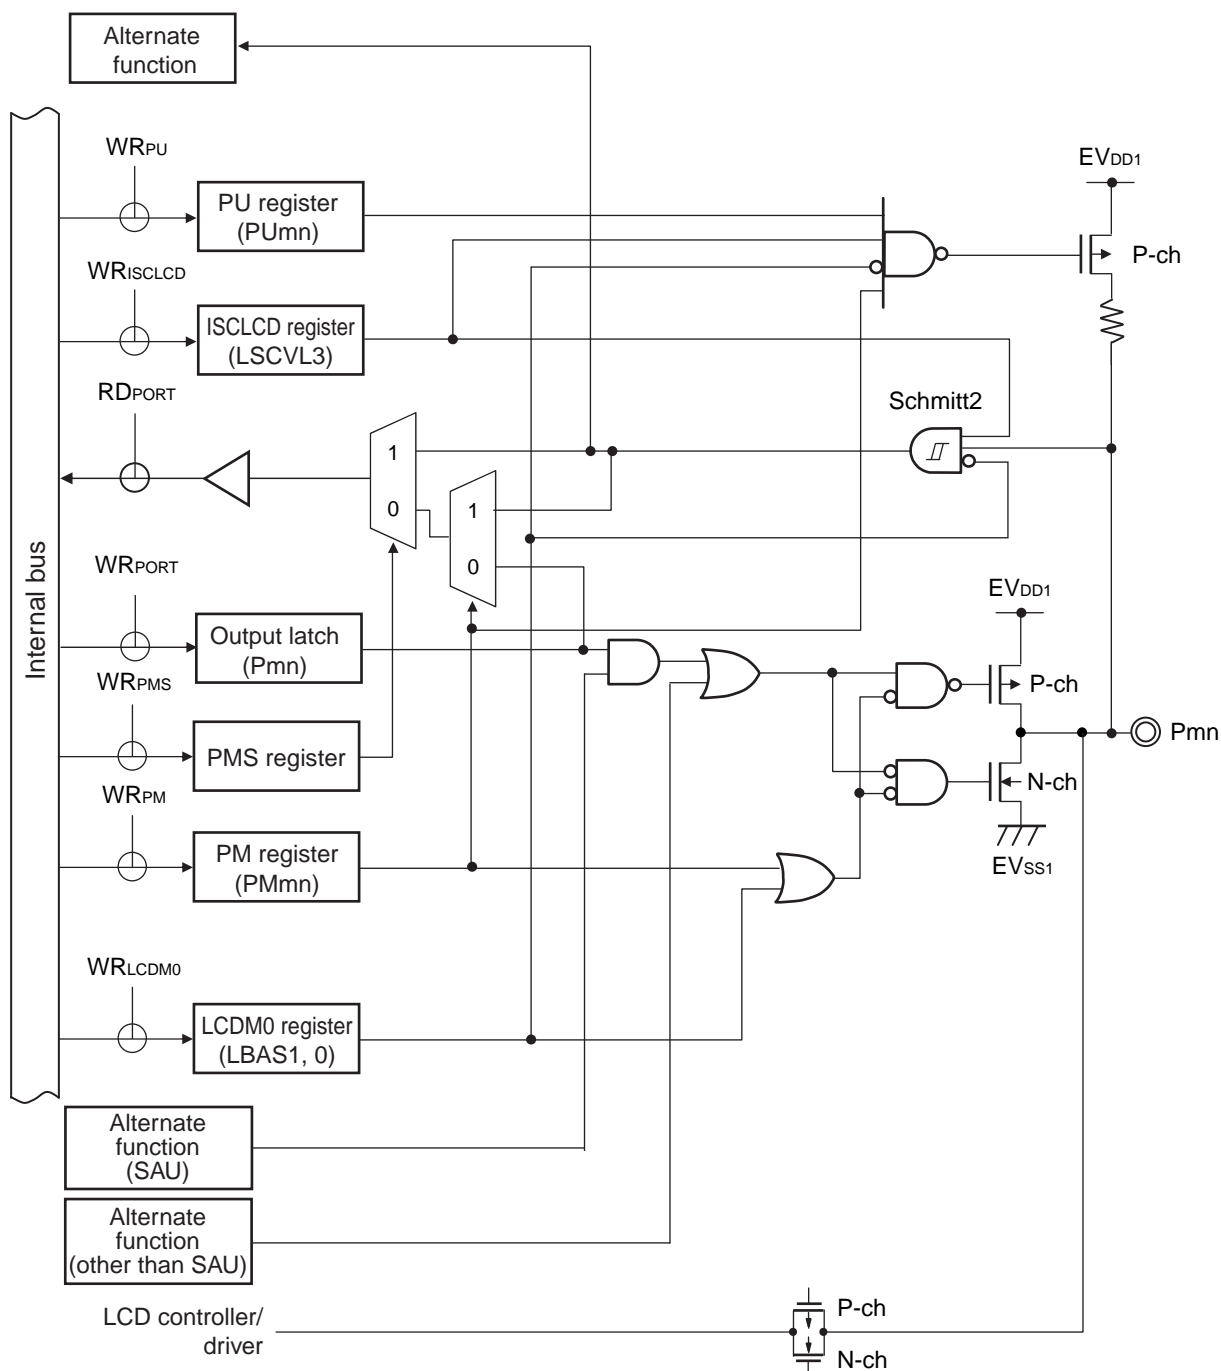 Alternate
function
WRPU
EVDD1
PU register
(PUmn)
P-ch
WRISCLCD
ISCLCD register
(LSCVL3)
RDPORT
Schmitt2
1
0
1
0
Internal bus
WRPORT
EVDD1
Output latch
(Pmn)
P-ch
WRPMS
Pmn
PMS register
N-ch
WRPM
PM register
(PMmn)
EVSS1
WRLCDM0
LCDM0 register
(LBAS1, 0)
Alternate
function
(SAU)
Alternate
function
(other than SAU)
LCD controller/
driver
P-ch
N-ch